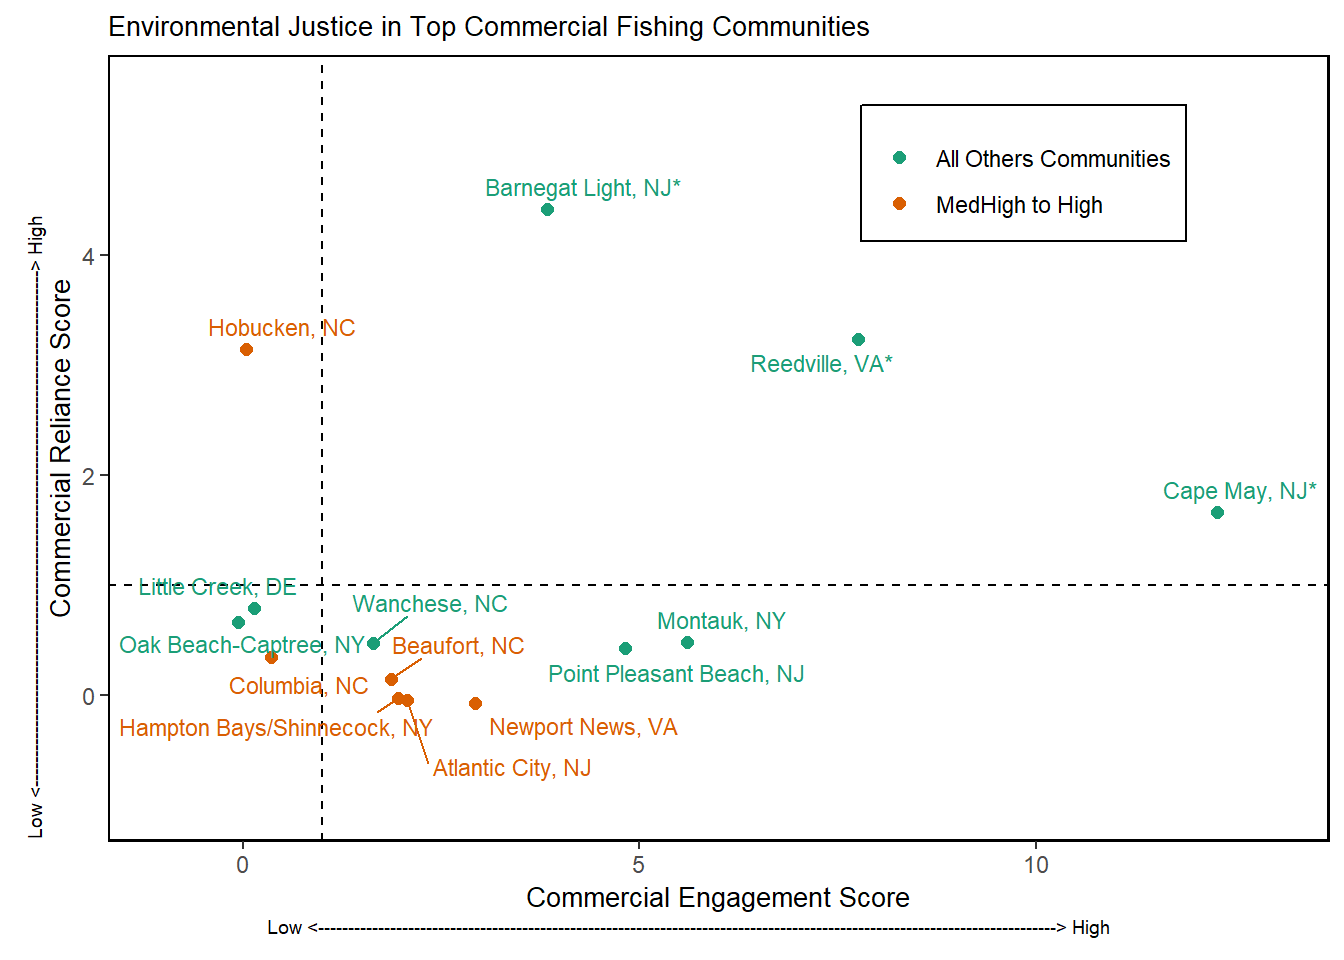 Environmental Justice in Top Commercial Fishing Communities
All Others Communities
MedHigh to High
Barnegat Light, NJ*
Hobucken, NC
Reedville, VA*
Cape May, NJ*
Little Creek, DE
Wanchese, NC
Montauk, NY
Oak Beach-Captree, NY
Beaufort, NC
Point Pleasant Beach, NJ
Columbia, NC
Hampton Bays/Shinnecock, NY
Newport News, VA
Atlantic City, NJ
4
2
0
Commercial Reliance Score
Low <----------------------------------------------------------------------------------------> High
0 5 10
Commercial Engagement Score
Low <---------------------------------------------------------------------------------------------------------------------------> High